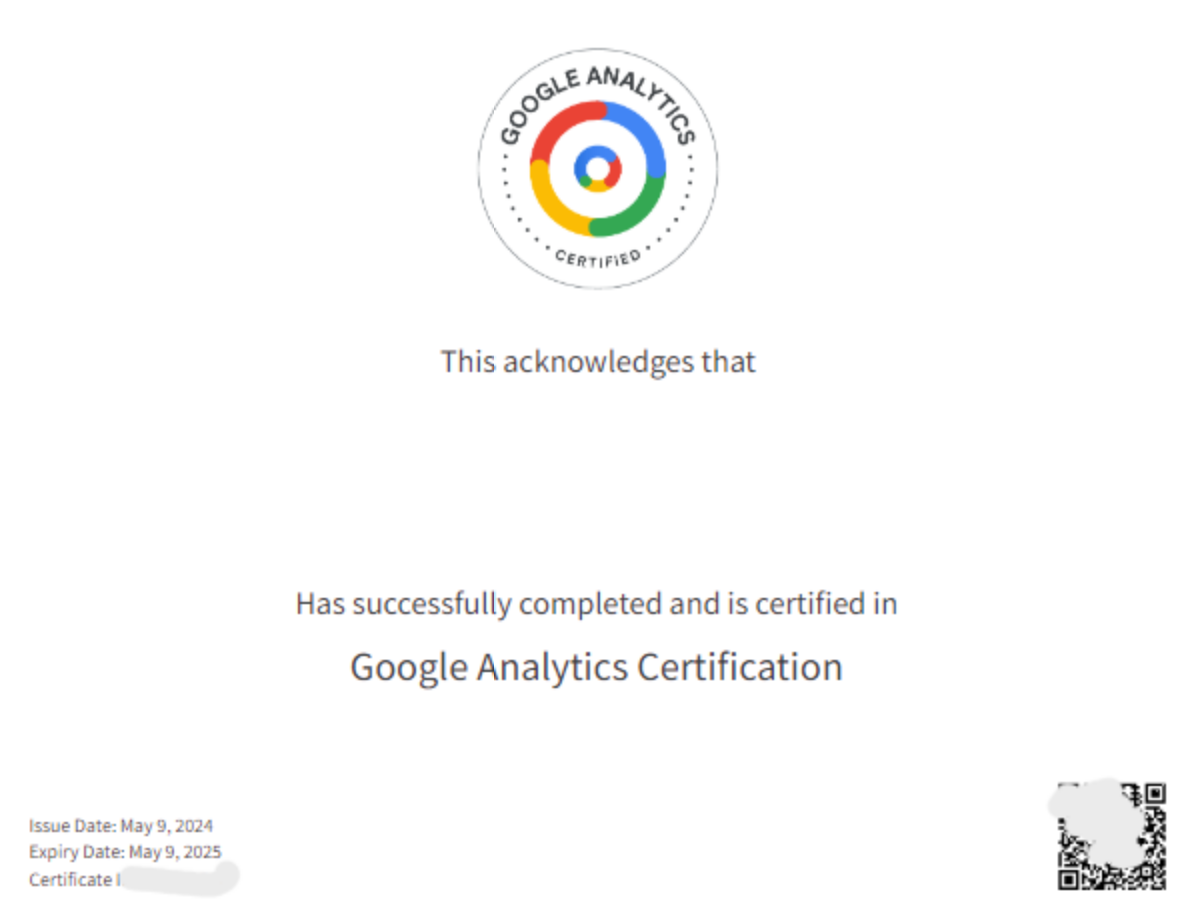 GOOGLE ANALYTICS
CERTIFIED
This acknowledges that
Has successfully completed and is certified in
Google Analytics Certification
Issue Date: May 9, 2024
Expiry Date: May 9, 2025
Certificate